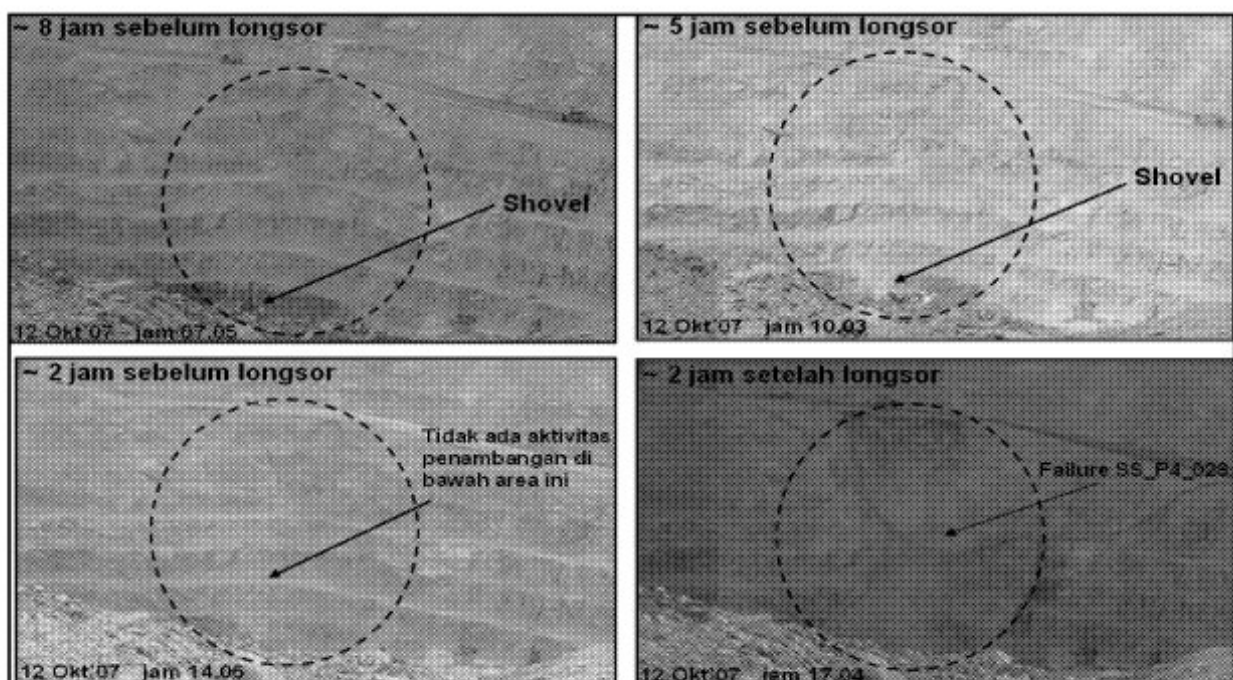 ~ 8 jam sebelum longsor
Shovel
12 Okt'07 jam 07.05
~ 5 jam sebelum longsor
Shovel
12 Okt'07 jam 10.03
~ 2 jam sebelum longsor
Tidak ada aktivitas
penambangan di
bawah area ini
12 Okt'07 jam 14.05
~ 2 jam setelah longsor
Failure SS_P4_028
12 Okt'07 jam 17.04